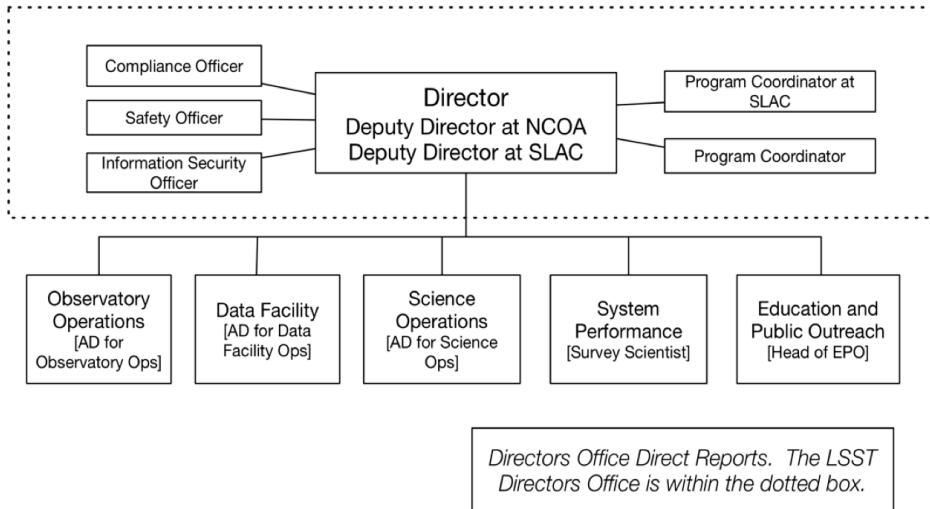 Compliance Officer
Safety Officer
Information Security
Officer
Director
Deputy Director at NCOA
Deputy Director at SLAC
Program Coordinator at
SLAC
Program Coordinator
Observatory
Operations
[AD for
Observatory Ops]
Data Facility
[AD for Data
Facility Ops]
Science
Operations
[AD for Science
Ops]
System
Performance
[Survey Scientist]
Education and
Public Outreach
[Head of EPO]
Directors Office Direct Reports. The LSST
Directors Office is within the dotted box.